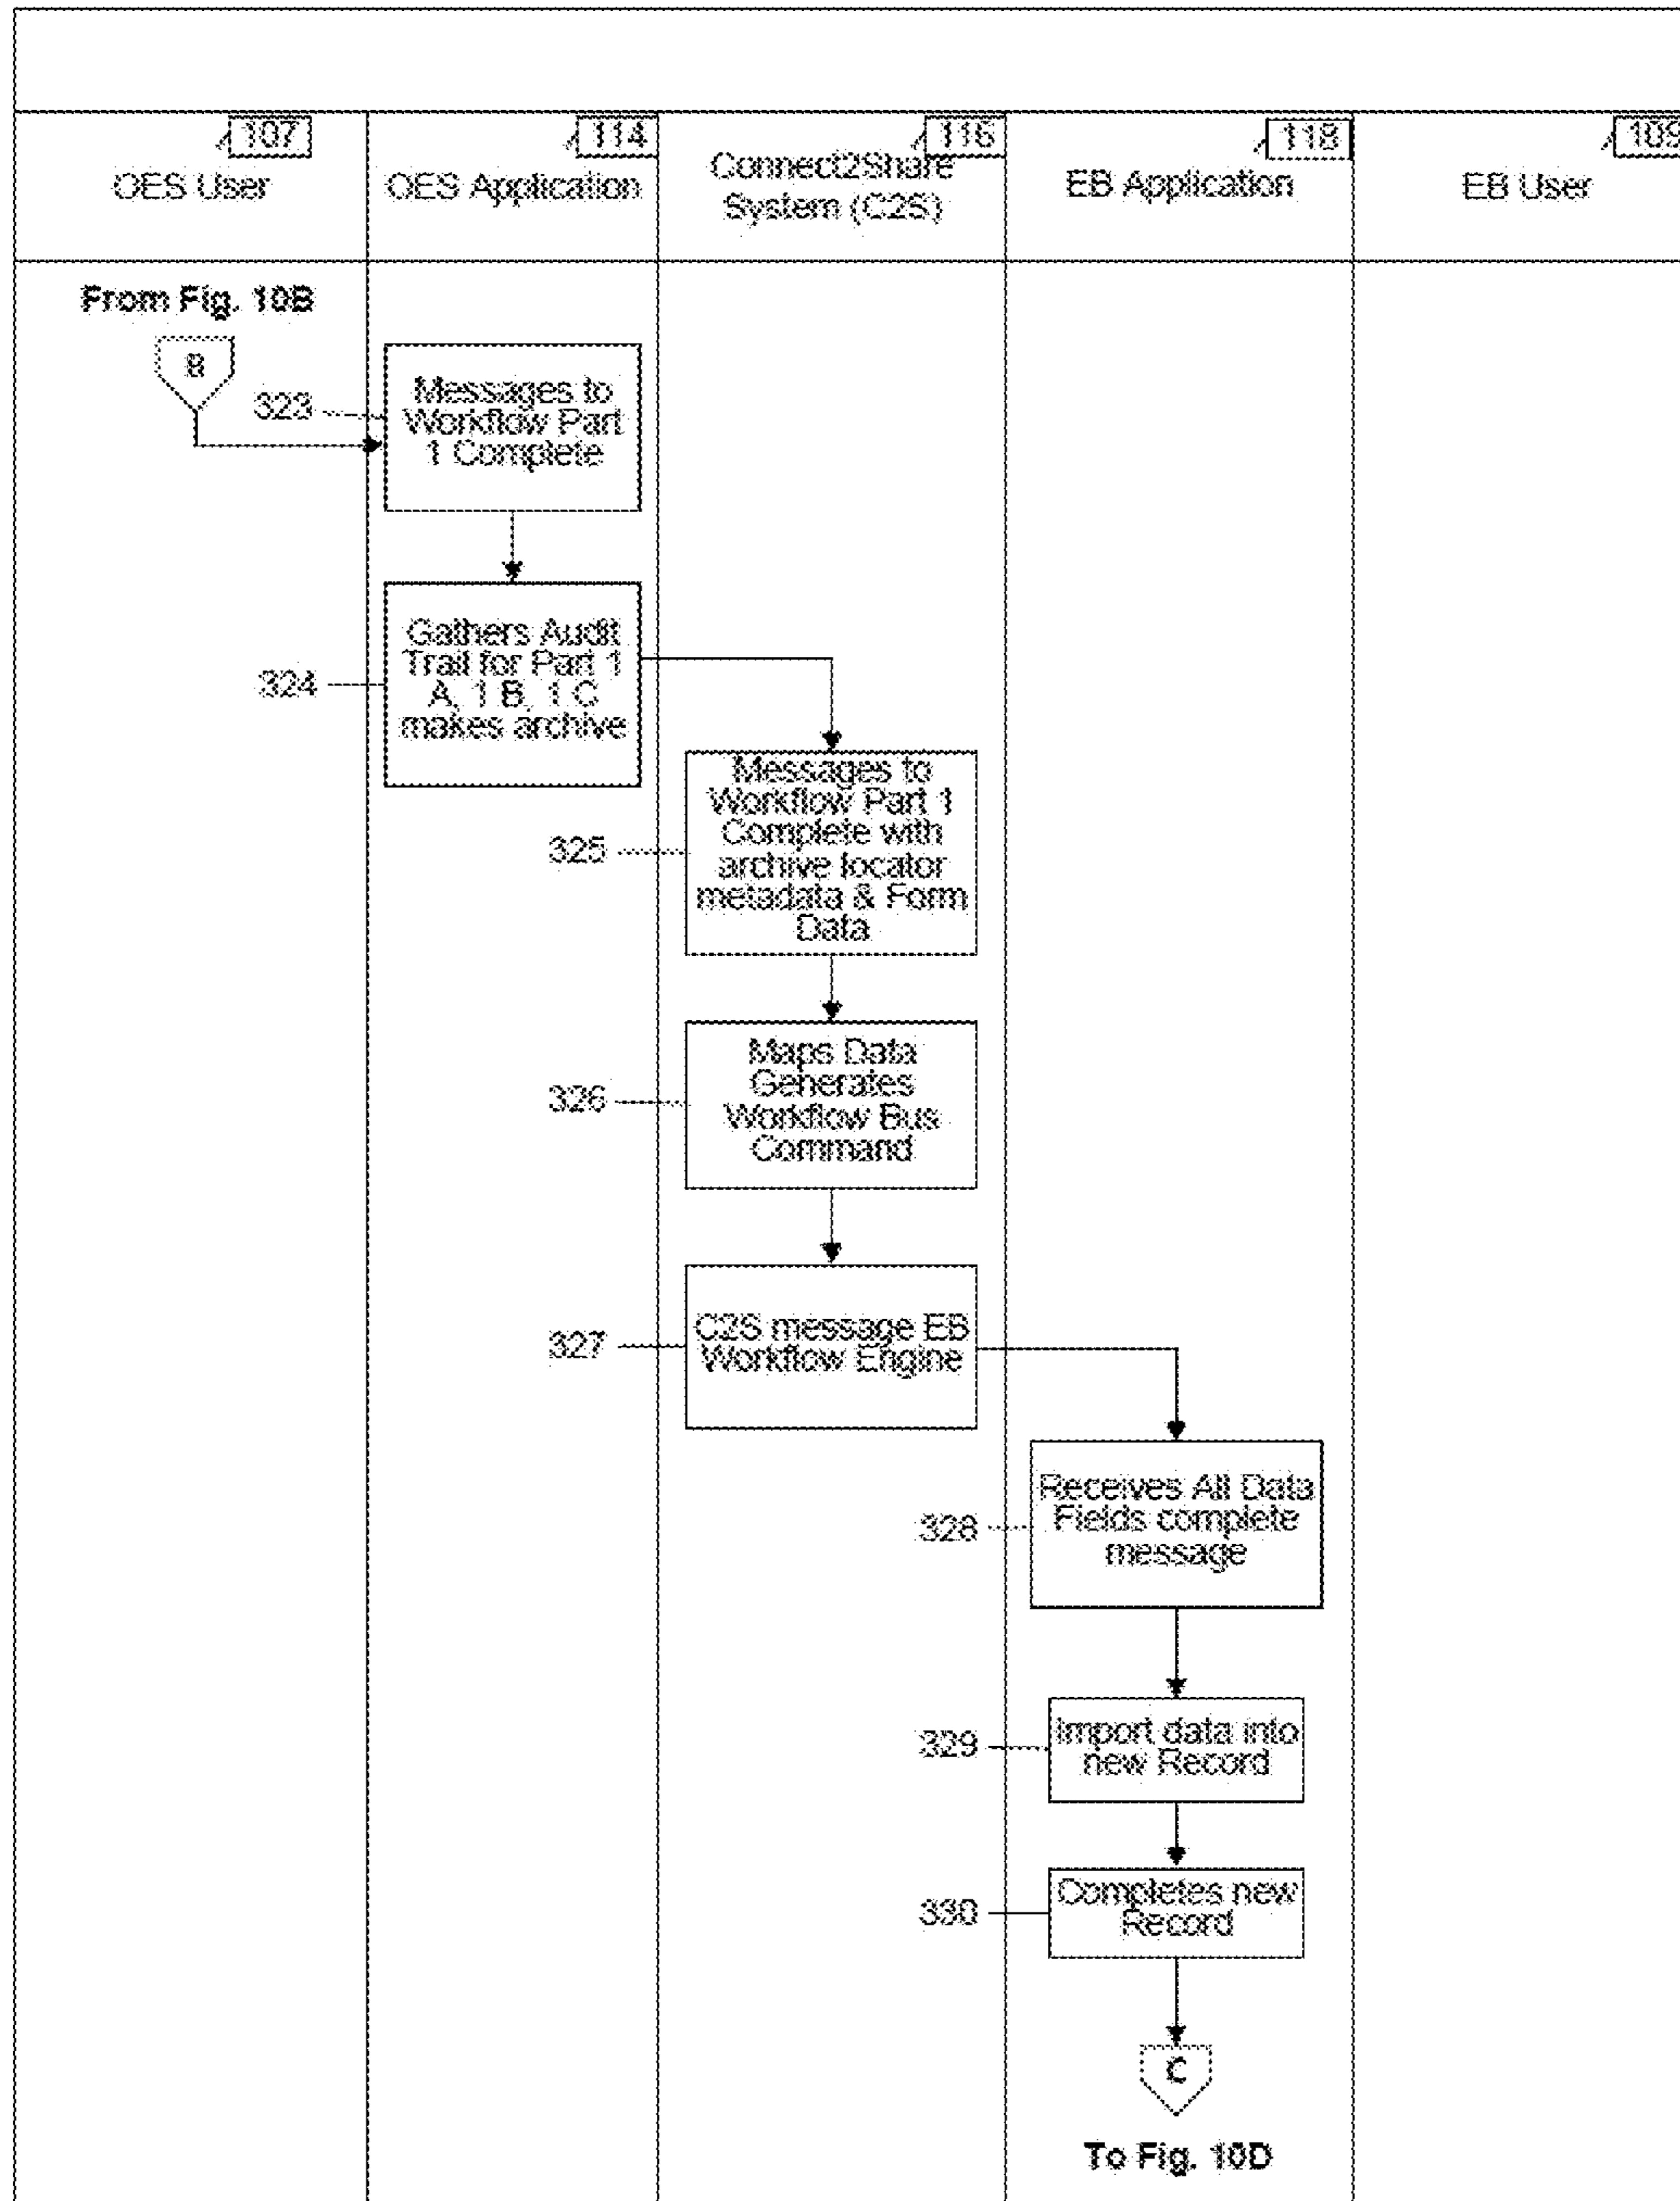 107
OES User
114
OES Application
116
Connect2Share
System (C2S)
118
EB Application
109
EB User
From Fig. 10B
B
323
Messages to
Workflow Part
1 Complete
324
Gathers Audit
Trail for Part 1
A, 1 B, 1 C
makes archive
325
Messages to
Workflow Part 1
Complete with
archive locator
metadata & Form
Data
326
Maps Data
Generates
Workflow Bus
Command
327
C2S message EB
Workflow Engine
328
Receives All Data
Fields complete
message
329
Import data into
new Record
330
Completes new
Record
C
To Fig. 10D